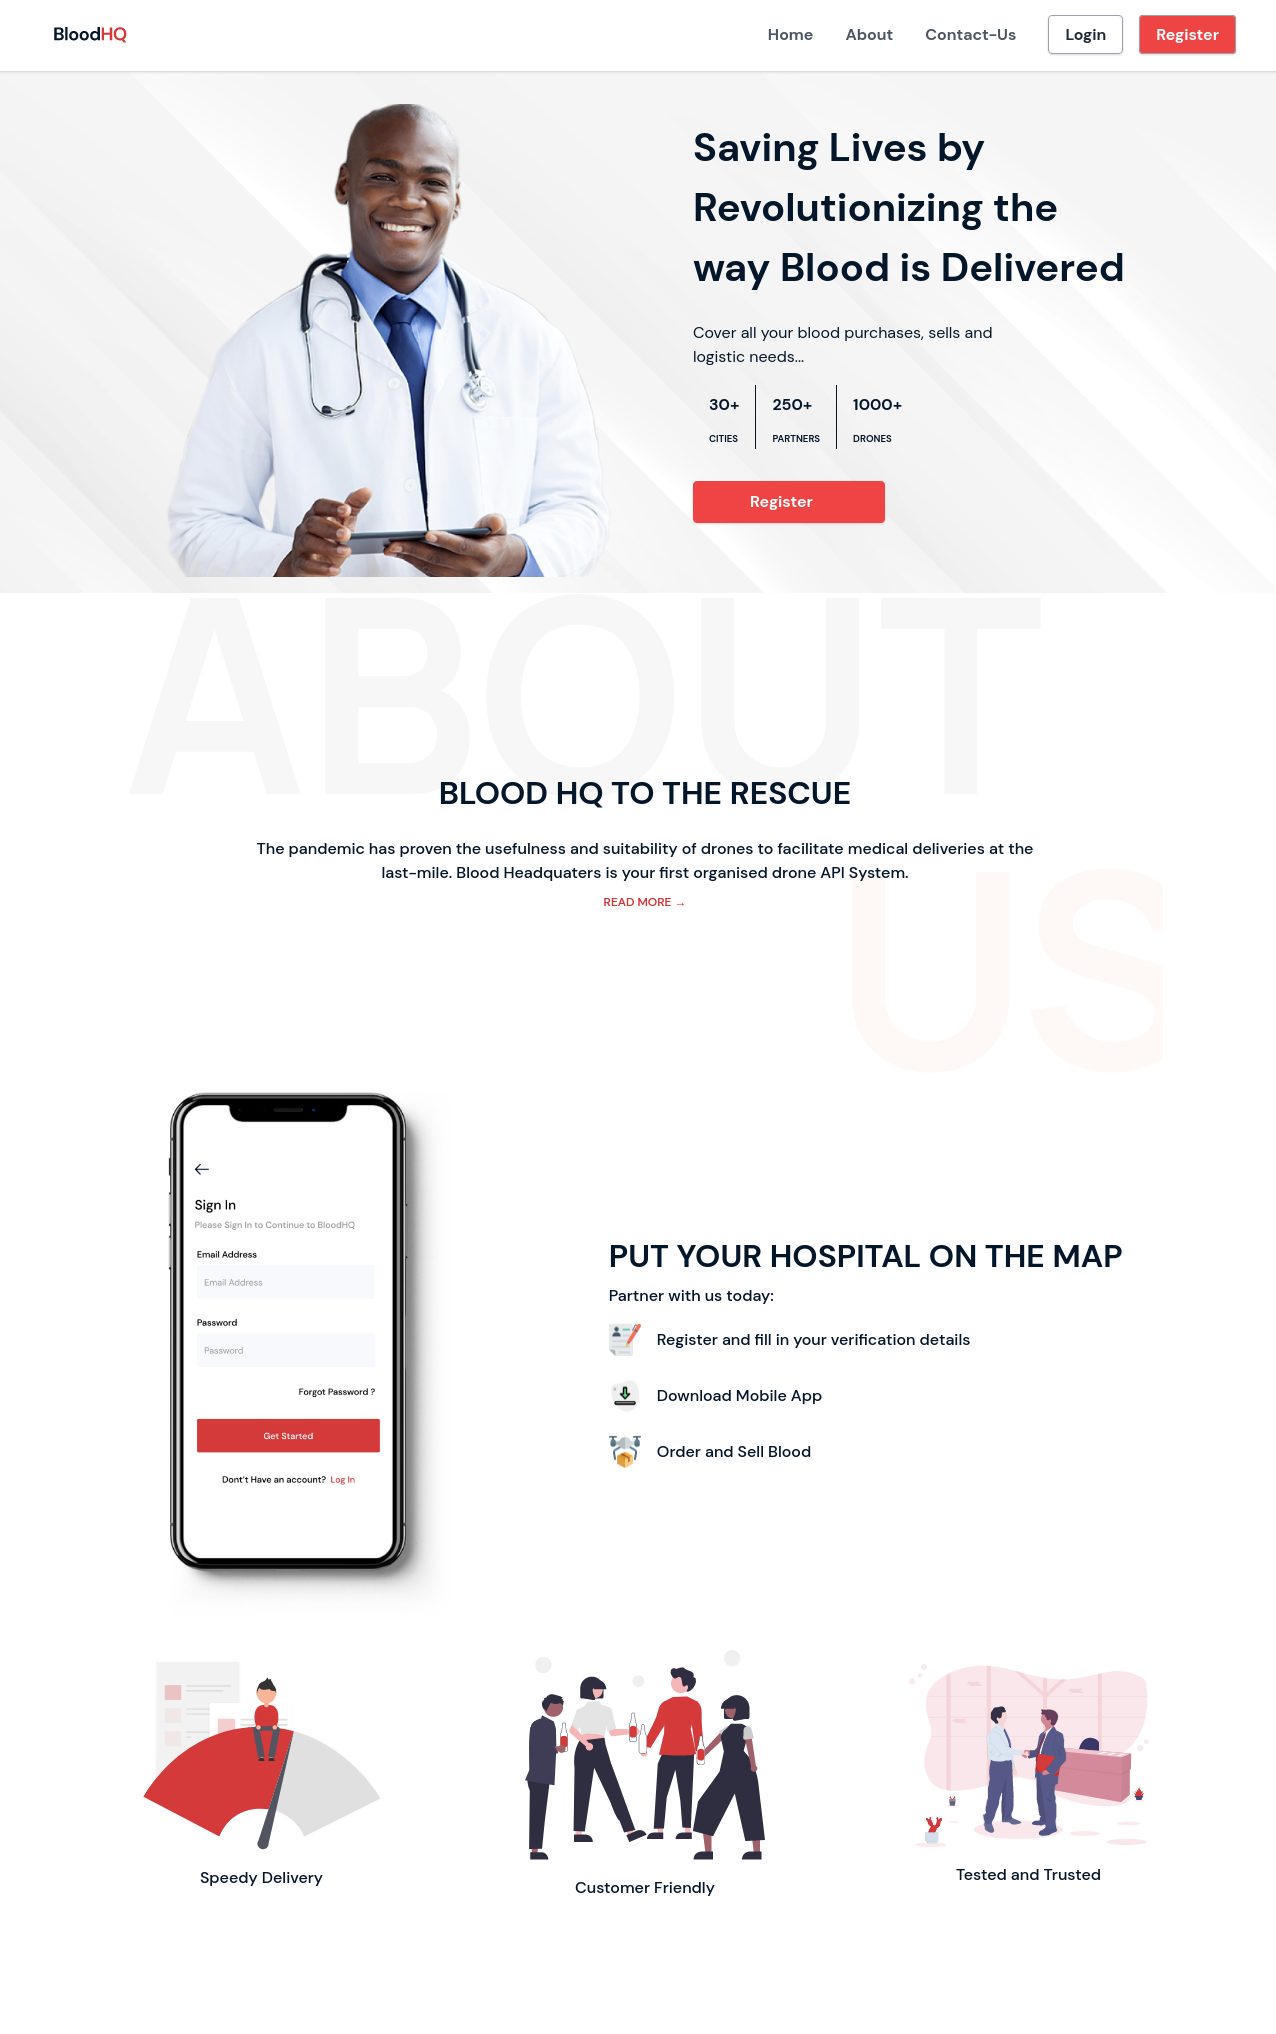 BloodHQ
Home
About
Contact-Us
Login
Register
Saving Lives by
Revolutionizing the
way Blood is Delivered
Cover all your blood purchases, sells and
logistic needs...
30+
250+
1000+
CITIES
PARTNERS
DRONES
Register
ABOUT
BLOOD HQ TO THE RESCUE
The pandemic has proven the usefulness and suitability of drones to facilitate medical deliveries at the
last-mile. Blood Headquaters is your first organised drone API System.
READ MORE →
US
Sign In
Please Sign In to Continue to BloodHQ
Email Address
Email Address
Password
Password
Forgot Password ?
Get Started
Dont't Have an account? Log In
PUT YOUR HOSPITAL ON THE MAP
Partner with us today:
Register and fill in your verification details
Download Mobile App
Order and Sell Blood
Speedy Delivery
Customer Friendly
Tested and Trusted